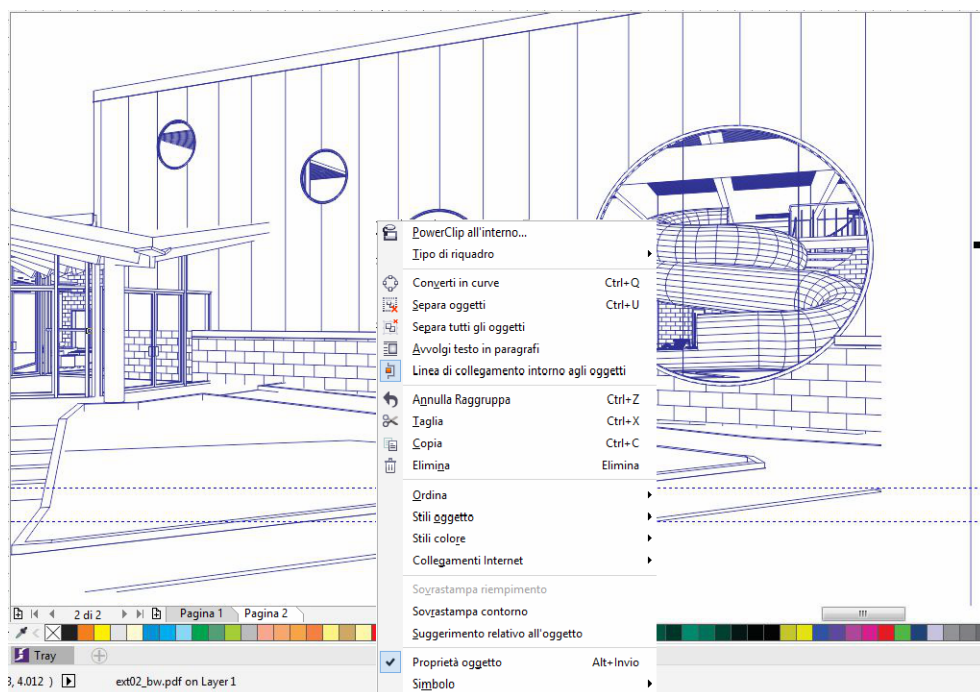 PowerClip all'interno...
Tipo di riquadro
Converti in curve Ctrl+Q
Separa oggetti Ctrl+U
Separa tutti gli oggetti
Avvolgi testo in paragrafi
Linea di collegamento intorno agli oggetti
Annulla Raggruppa Ctrl+Z
Taglia Ctrl+X
Copia Ctrl+C
Elimina Elimina
Ordina
Stili oggetto
Stili colore
Collegamenti Internet
Sovrastampa riempimento
Sovrastampa contorno
Suggerimento relativo all'oggetto
Proprietà oggetto Alt+Invio
Simbolo
2 di 2 Pagina 1 Pagina 2
Tray
3, 4.012 ) ext02_bw.pdf on Layer 1